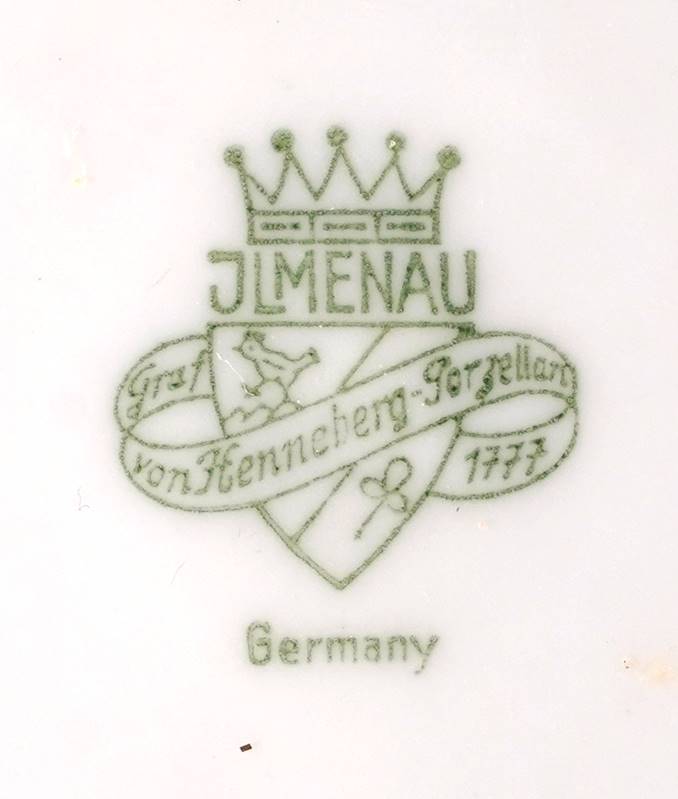 JLMENAU
Graf
von Henneberg-Porzellan
1777
Germany